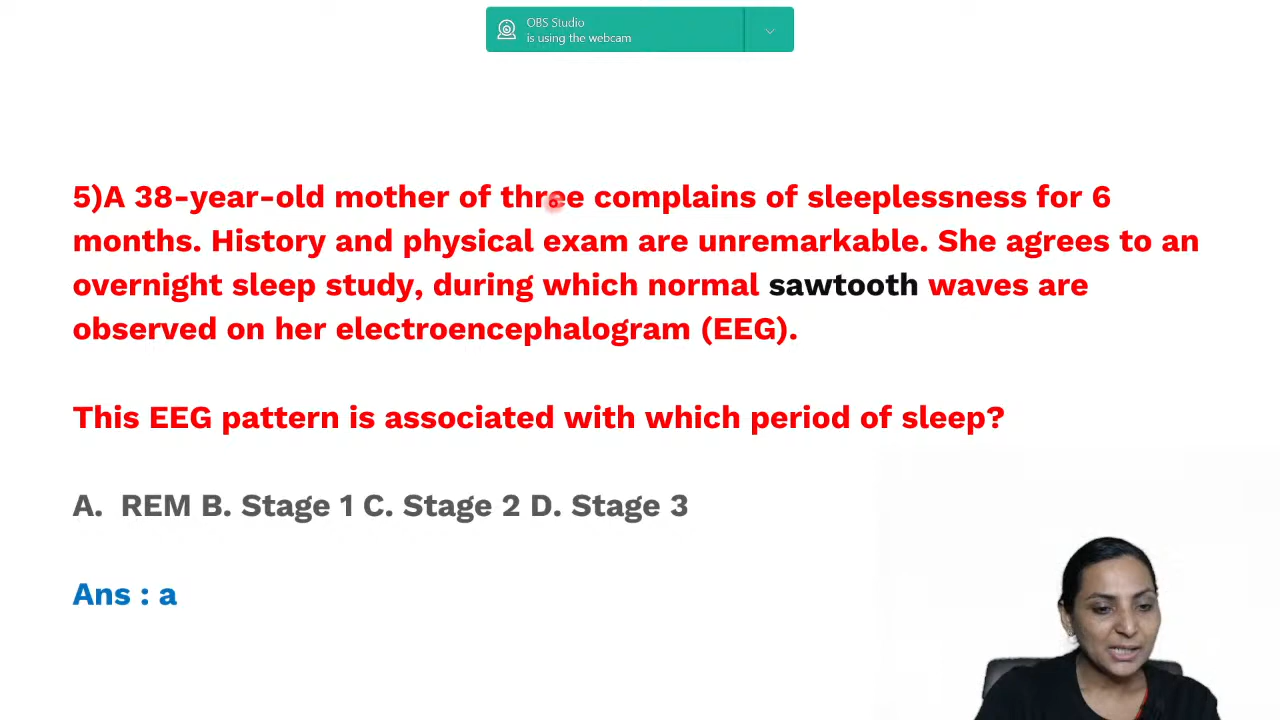 OBS Studio
is using the webcam
5)A 38-year-old mother of three complains of sleeplessness for 6
months. History and physical exam are unremarkable. She agrees to an
overnight sleep study, during which normal sawtooth waves are
observed on her electroencephalogram (EEG).
This EEG pattern is associated with which period of sleep?
A.  REM B. Stage 1 C. Stage 2 D. Stage 3
Ans : a